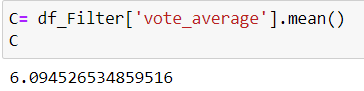 C= df_Filter['vote_average'].mean()
C
6.094526534859516